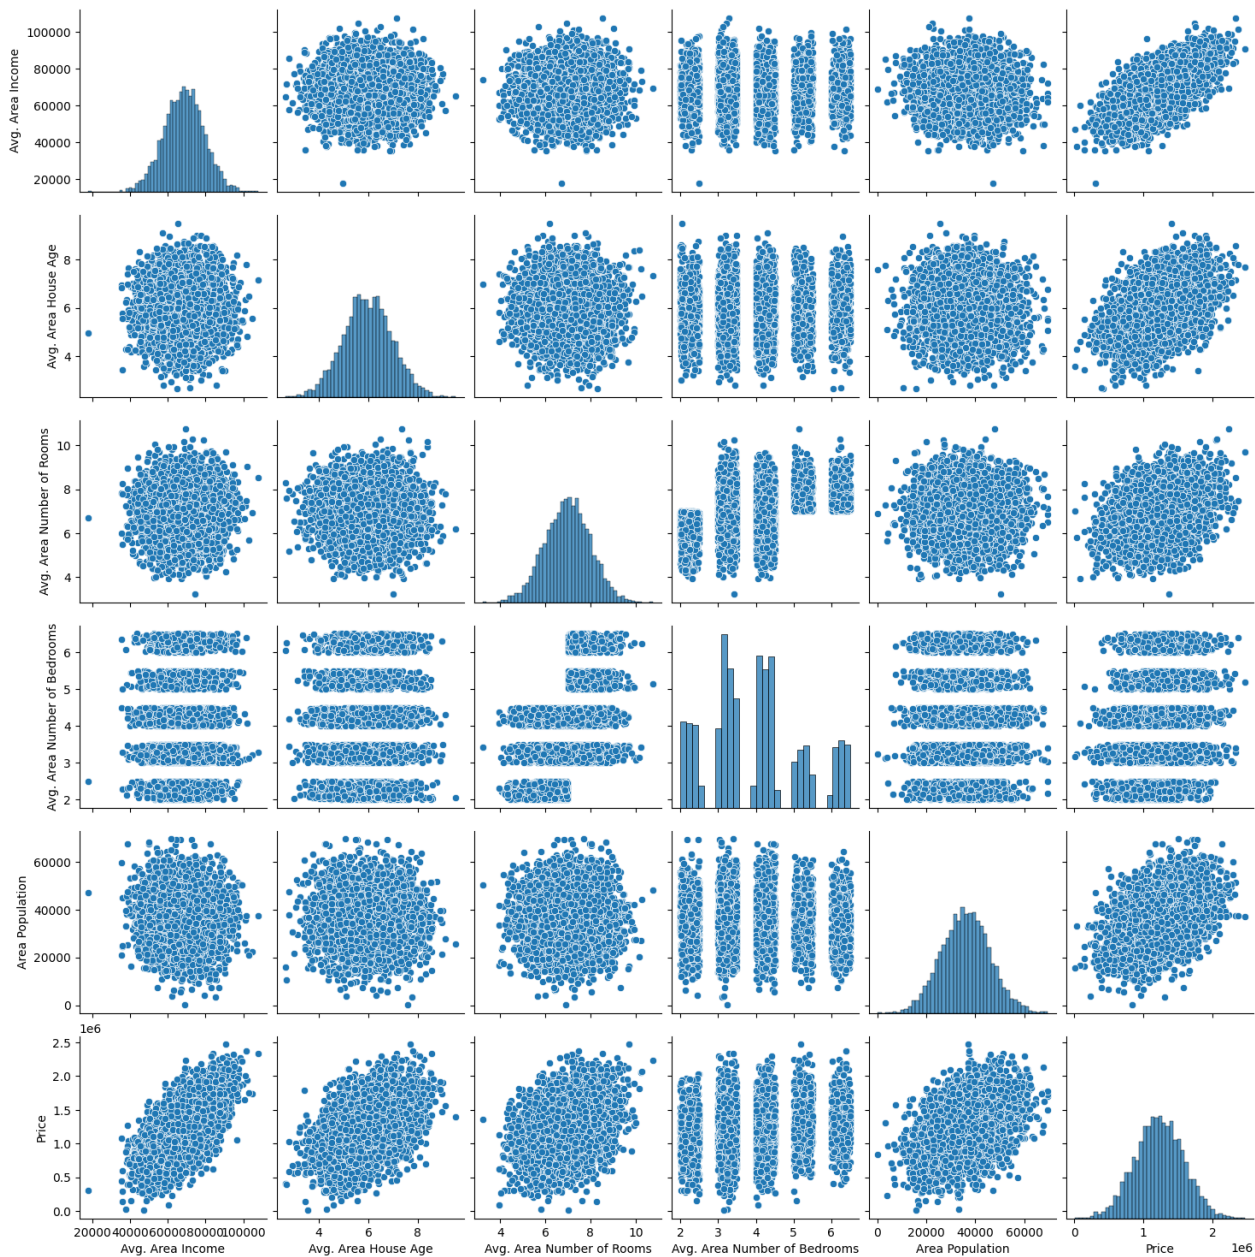 100000
80000
60000
40000
20000
Avg. Area Income
8
6
4
Avg. Area House Age
10
8
6
4
Avg. Area Number of Rooms
6
5
4
3
2
Avg. Area Number of Bedrooms
60000
40000
20000
0
Area Population
1e6
2.5
2.0
1.5
1.0
0.5
0.0
Price
20000 40000 60000 80000 100000
Avg. Area Income
4 6 8
Avg. Area House Age
4 6 8 10
Avg. Area Number of Rooms
2 3 4 5 6
Avg. Area Number of Bedrooms
0 20000 40000 60000
Area Population
0 1 2
1e6
Price